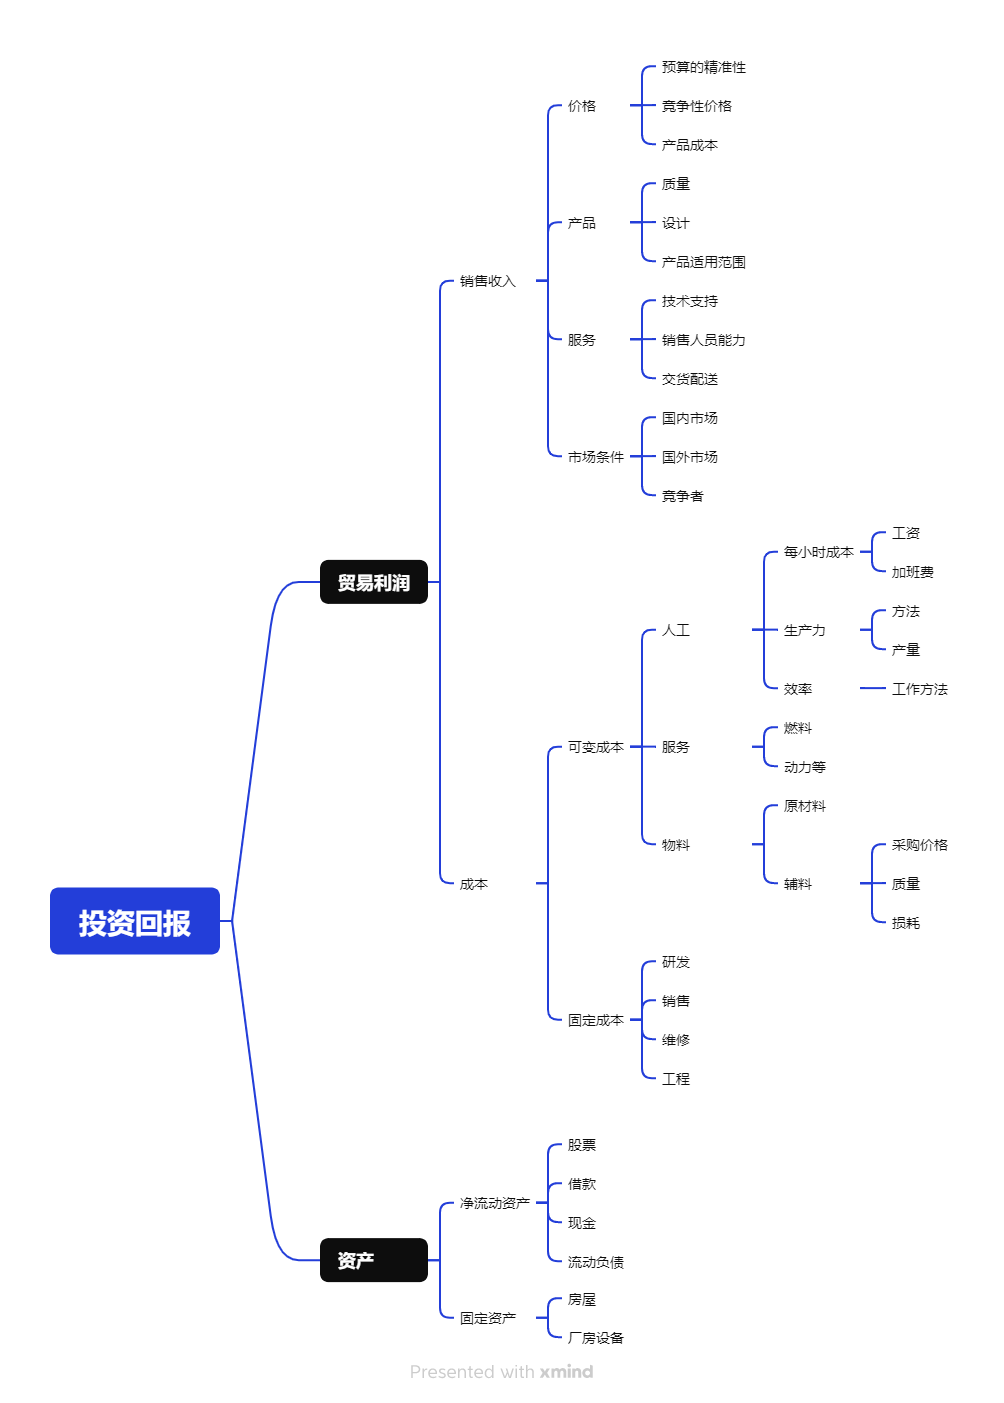 投资回报
贸易利润
销售收入
价格
预算的精准性
竞争性价格
产品成本
产品
质量
设计
产品适用范围
服务
技术支持
销售人员能力
交货配送
市场条件
国内市场
国外市场
竞争者
成本
可变成本
人工
每小时成本
工资
加班费
生产力
方法
产量
效率
工作方法
服务
燃料
动力等
物料
原材料
辅料
采购价格
质量
损耗
固定成本
研发
销售
维修
工程
资产
净流动资产
股票
借款
现金
流动负债
固定资产
房屋
厂房设备
Presented with xmind